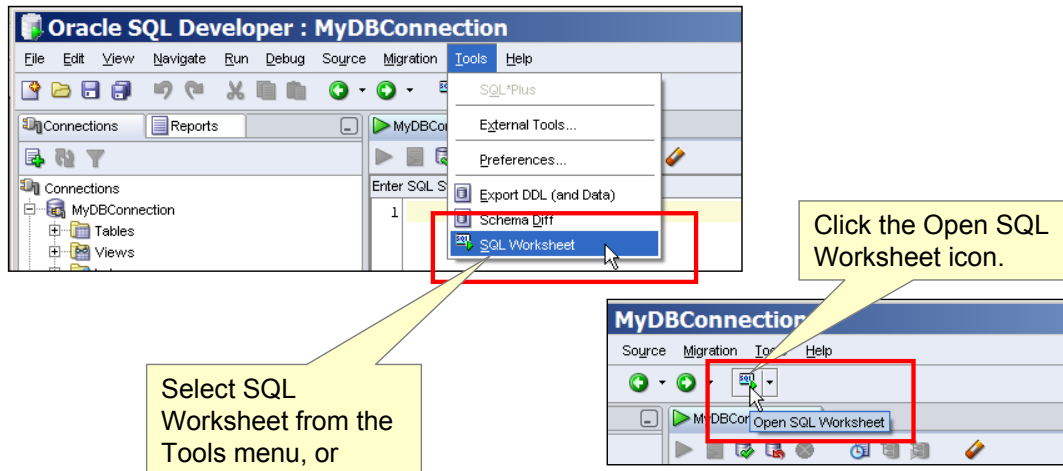 Oracle SQL Developer : MyDBConnection
File Edit View Navigate Run Debug Source Migration Tools Help
SQL*Plus
External Tools...
Preferences...
Export DDL (and Data)
Schema Diff
SQL Worksheet
Connections Reports
Connections
MyDBConnection
Tables
Views
MyDBCo
Enter SQL S
1
Click the Open SQL
Worksheet icon.
MyDBConnection
Source Migration Tools Help
MyDBCo
Open SQL Worksheet
Select SQL
Worksheet from the
Tools menu, or